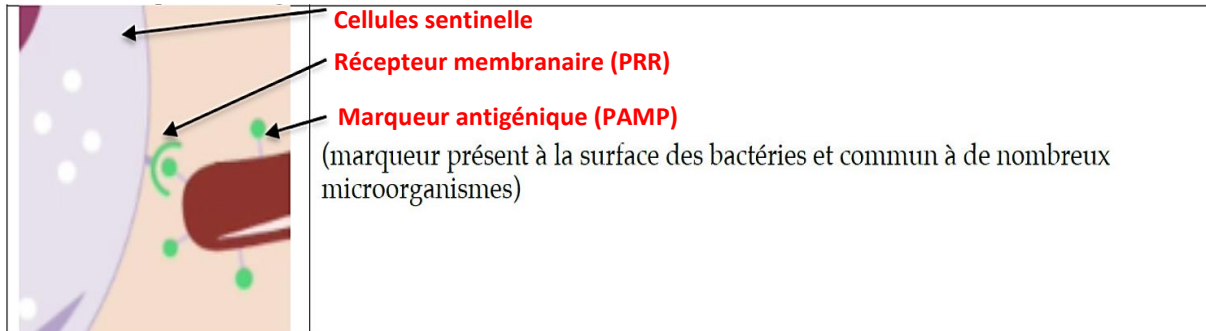 Cellules sentinelle
Récepteur membranaire (PRR)
Marqueur antigénique (PAMP)
(marqueur présent à la surface des bactéries et commun à de nombreux
microorganismes)